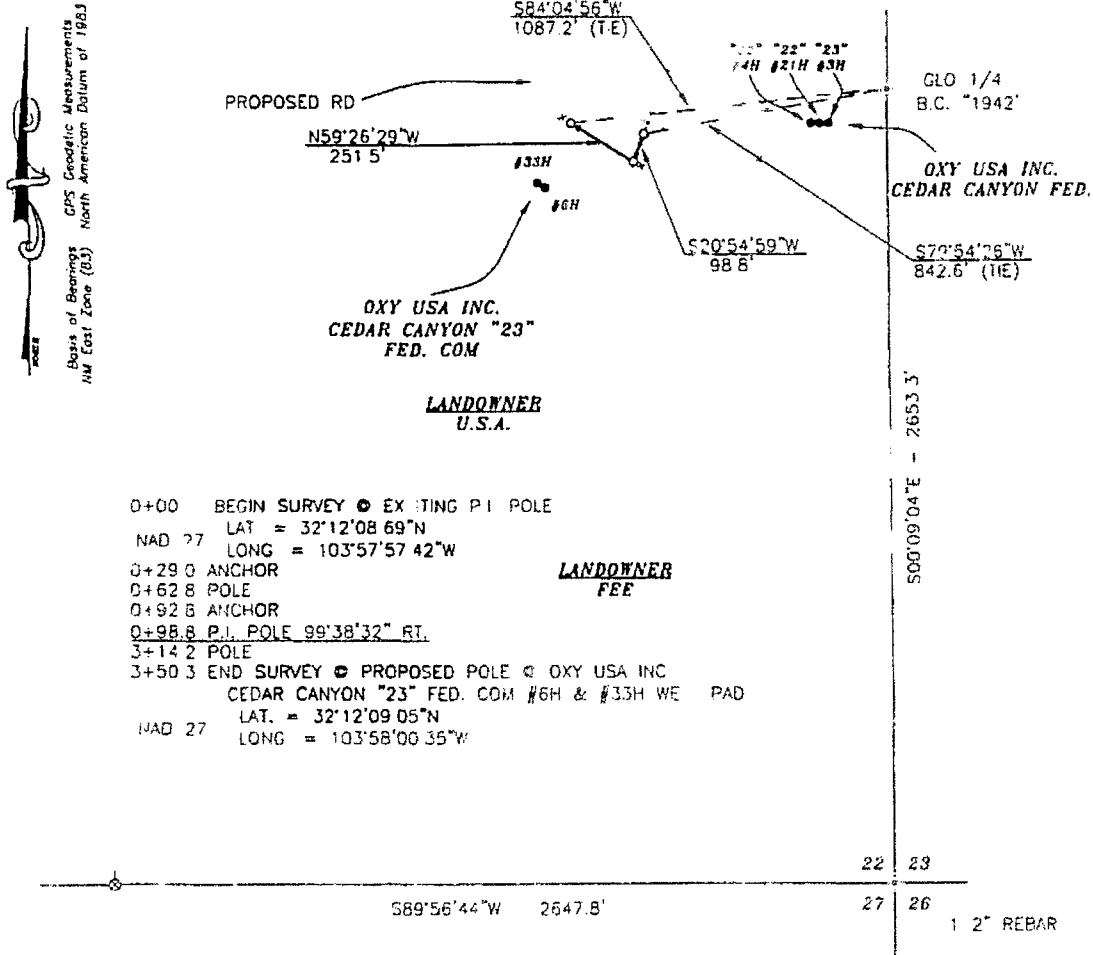 Basis of Bearings GPS Geodetic Measurements
NM East Zone (83) North American Datum of 1983
S84°04'56"W
1087.2' (TIE)
"22" "23"
#4H #21H #3H
GLO 1/4
B.C. "1942'
PROPOSED RD
N59°26'29"W
251 5'
#33H
#6H
OXY USA INC.
CEDAR CANYON FED.
S20°54'59"W
98 8'
842.6' (TIE)
OXY USA INC.
CEDAR CANYON "23"
FED. COM
LANDOWNER
U.S.A.
S00°09'04"E - 2653 3'
0+00 BEGIN SURVEY @ EX TING P I POLE
NAD 27 LAT = 32°12'08 69"N
LONG = 103°57'57 42"W
0+29 0 ANCHOR
0+62 8 POLE
0+92 8 ANCHOR
0+98.8 P.I. POLE 99°38'32" RT.
3+14 2 POLE
3+50 3 END SURVEY @ PROPOSED POLE @ OXY USA INC
CEDAR CANYON "23" FED. COM #6H & #33H WE PAD
NAD 27 LAT. = 32°12'09 05"N
LONG = 103°58'00 35"W
LANDOWNER
FEE
22 23
27 26
S89°56'44"W 2647.8'
1 2" REBAR